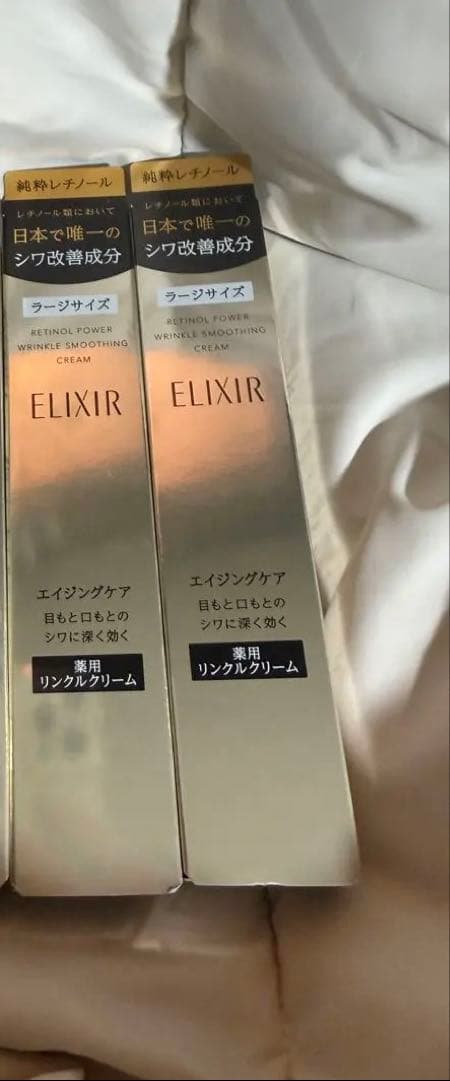 純粋レチノール
レチノール類において
日本で唯一の
シワ改善成分
ラージサイズ
RETINOL POWER
WRINKLE SMOOTHING
CREAM
ELIXIR
エイジングケア
目もと口もとの
シワに深く効く
薬用
リンクルクリーム
純粋レチノール
レチノール類において
日本で唯一の
シワ改善成分
ラージサイズ
RETINOL POWER
WRINKLE SMOOTHING
CREAM
ELIXIR
エイジングケア
目もと口もとの
シワに深く効く
薬用
リンクルクリーム